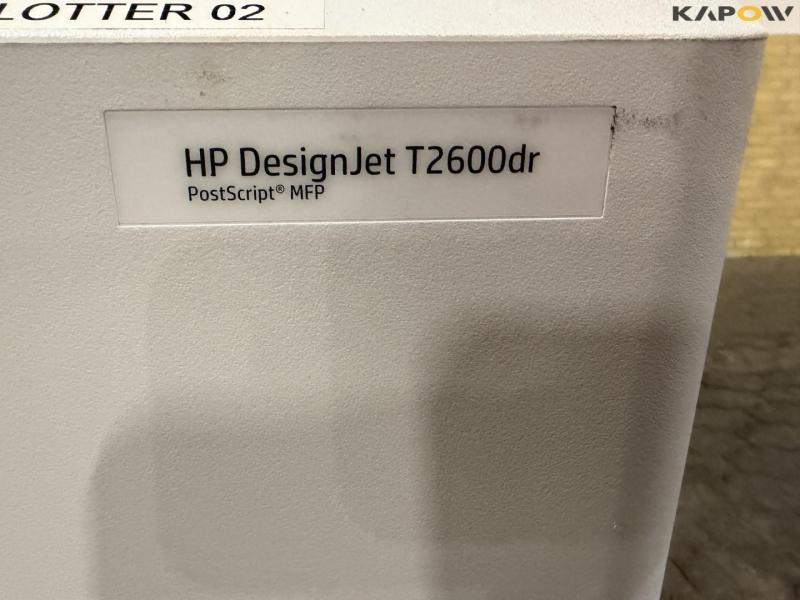 LOTTER 02
KAPOW
HP DesignJet T2600dr
PostScript® MFP